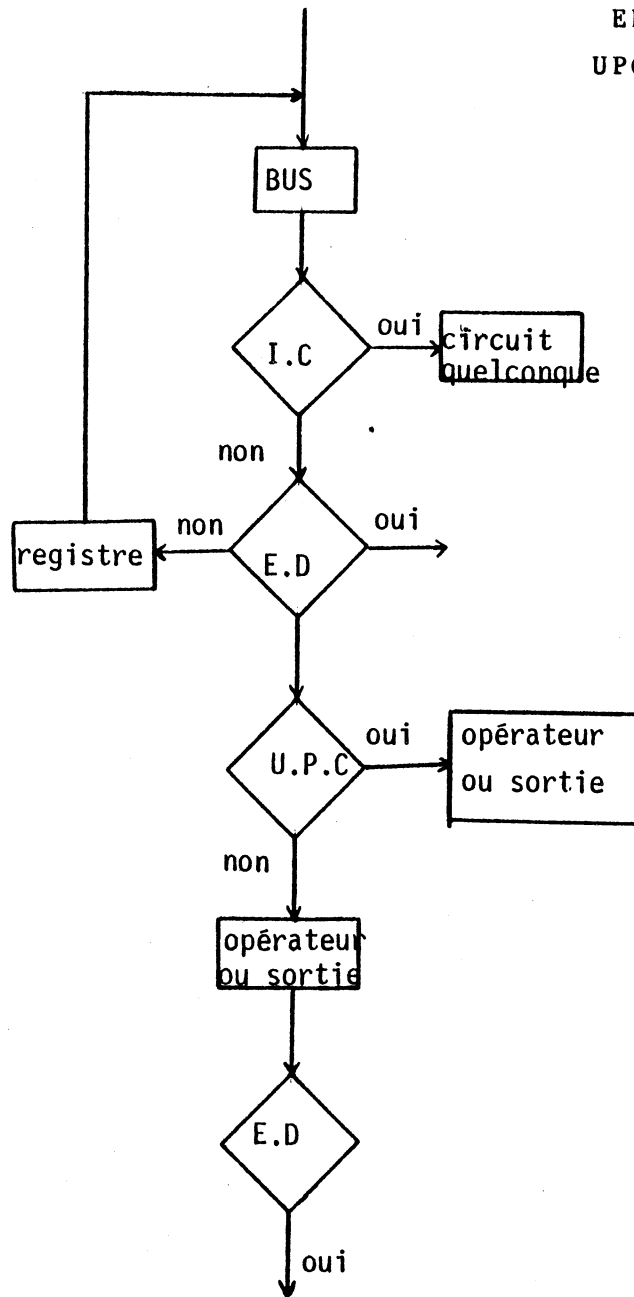 BUS
I.C
oui
circuit
quelconque
non
registre
non
E.D
oui
U.P.C
oui
opérateur
ou sortie
non
opérateur
ou sortie
E.D
oui